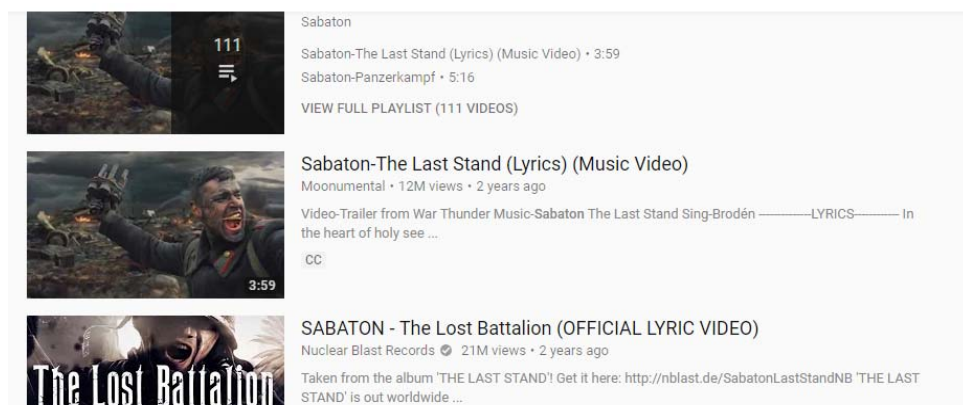 Sabaton
111
Sabaton-The Last Stand (Lyrics) (Music Video) • 3:59
Sabaton-Panzerkampf • 5:16
VIEW FULL PLAYLIST (111 VIDEOS)
Sabaton-The Last Stand (Lyrics) (Music Video)
Moonumental • 12M views • 2 years ago
Video-Trailer from War Thunder Music-Sabaton The Last Stand Sing-Brodén ---------------LYRICS------------ In
the heart of holy see ...
CC
3:59
SABATON - The Lost Battalion (OFFICIAL LYRIC VIDEO)
Nuclear Blast Records 21M views • 2 years ago
Taken from the album 'THE LAST STAND'! Get it here: http://nblast.de/SabatonLastStandNB 'THE LAST
STAND' is out worldwide ...
The Lost Battalion